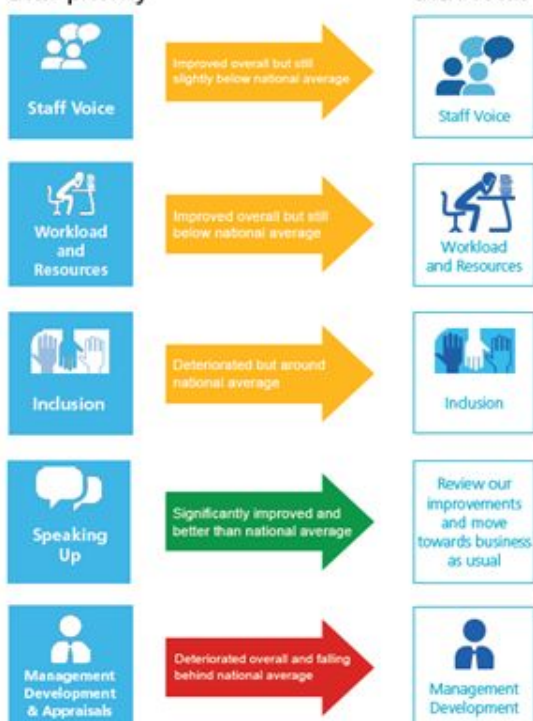 Staff Voice
Improved overall but still
slightly below national average
Staff Voice
Workload
and
Resources
Improved overall but still
below national average
Workload
and Resources
Inclusion
Deteriorated but around
national average
Inclusion
Speaking
Up
Significantly improved and
better than national average
Review our
improvements
and move
towards business
as usual
Management
Development
& Appraisals
Deteriorated overall and falling
behind national average
Management
Development